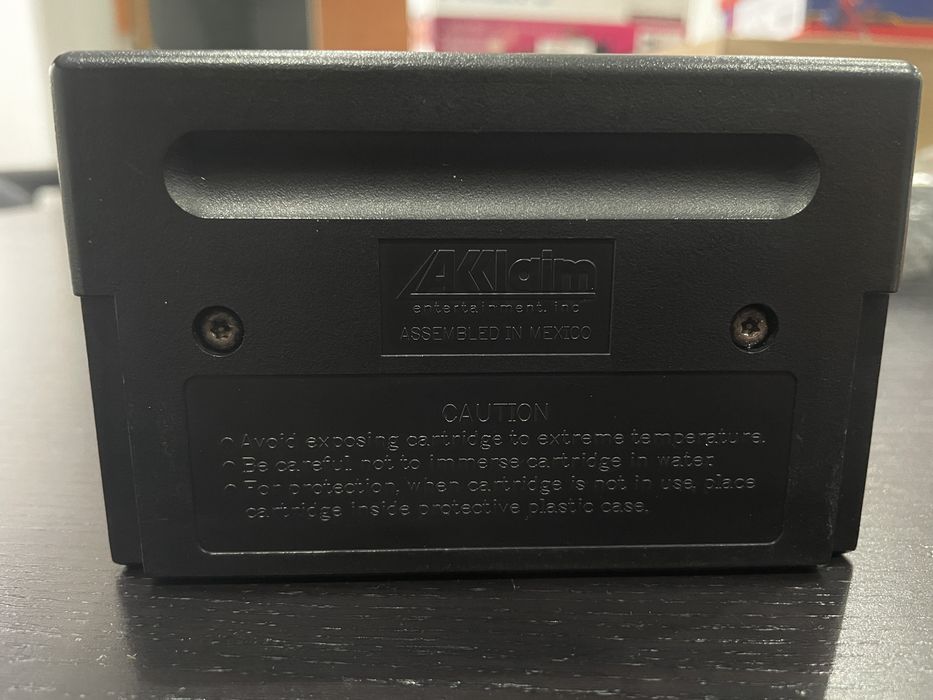 AKKlaim
entertainment, inc
ASSEMBLED IN MEXICO
CAUTION
Avoid exposing cartridge to extreme temperature.
Be careful not to immerse cartridge in water.
For protection, when cartridge is not in use, place
cartridge inside protective plastic case.